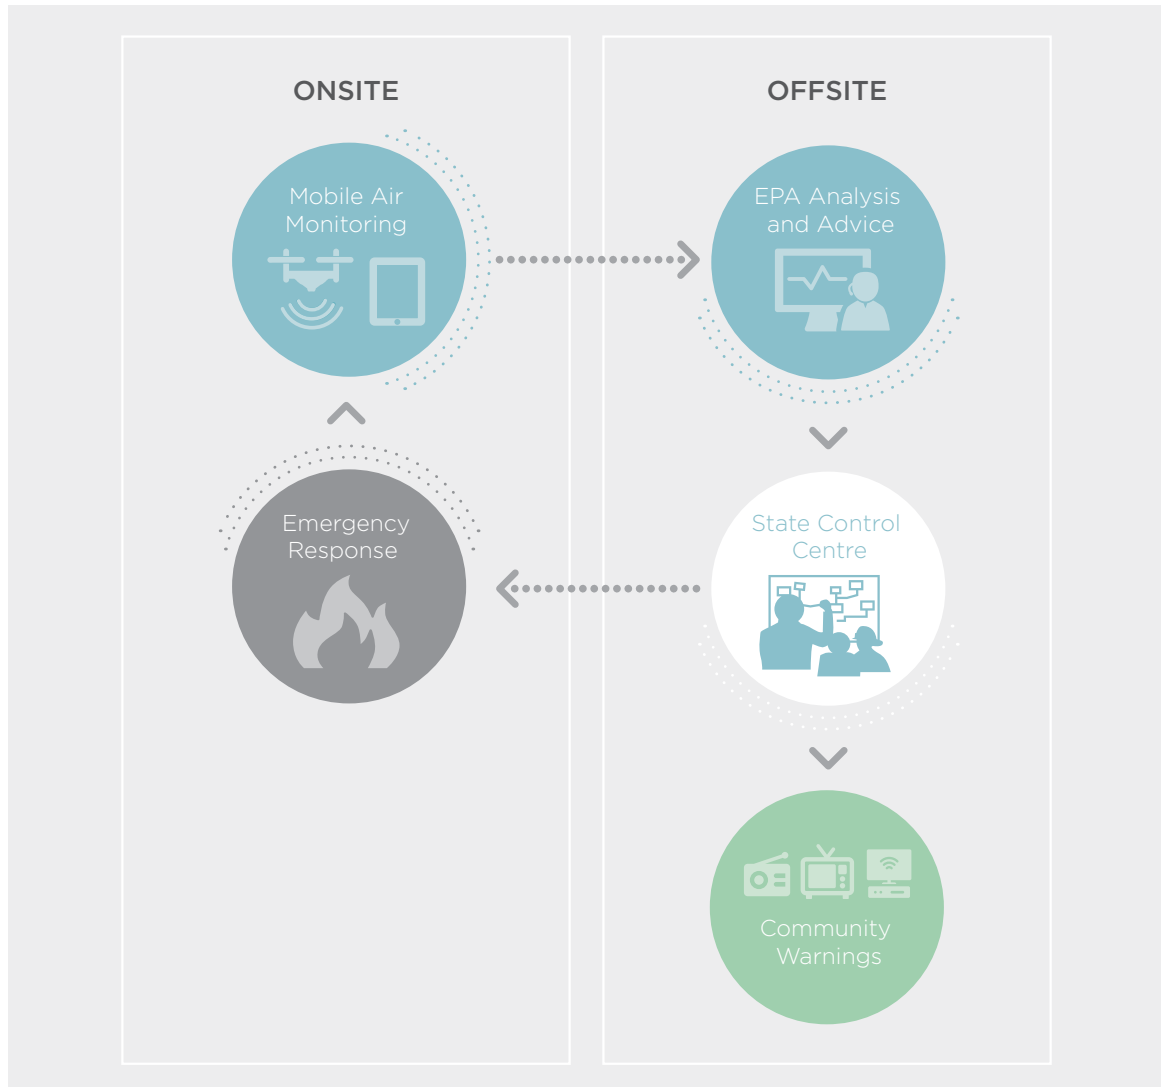 ONSITE
OFFSITE
Mobile Air
Monitoring
EPA Analysis
and Advice
Emergency
Response
State Control
Centre
Community
Warnings